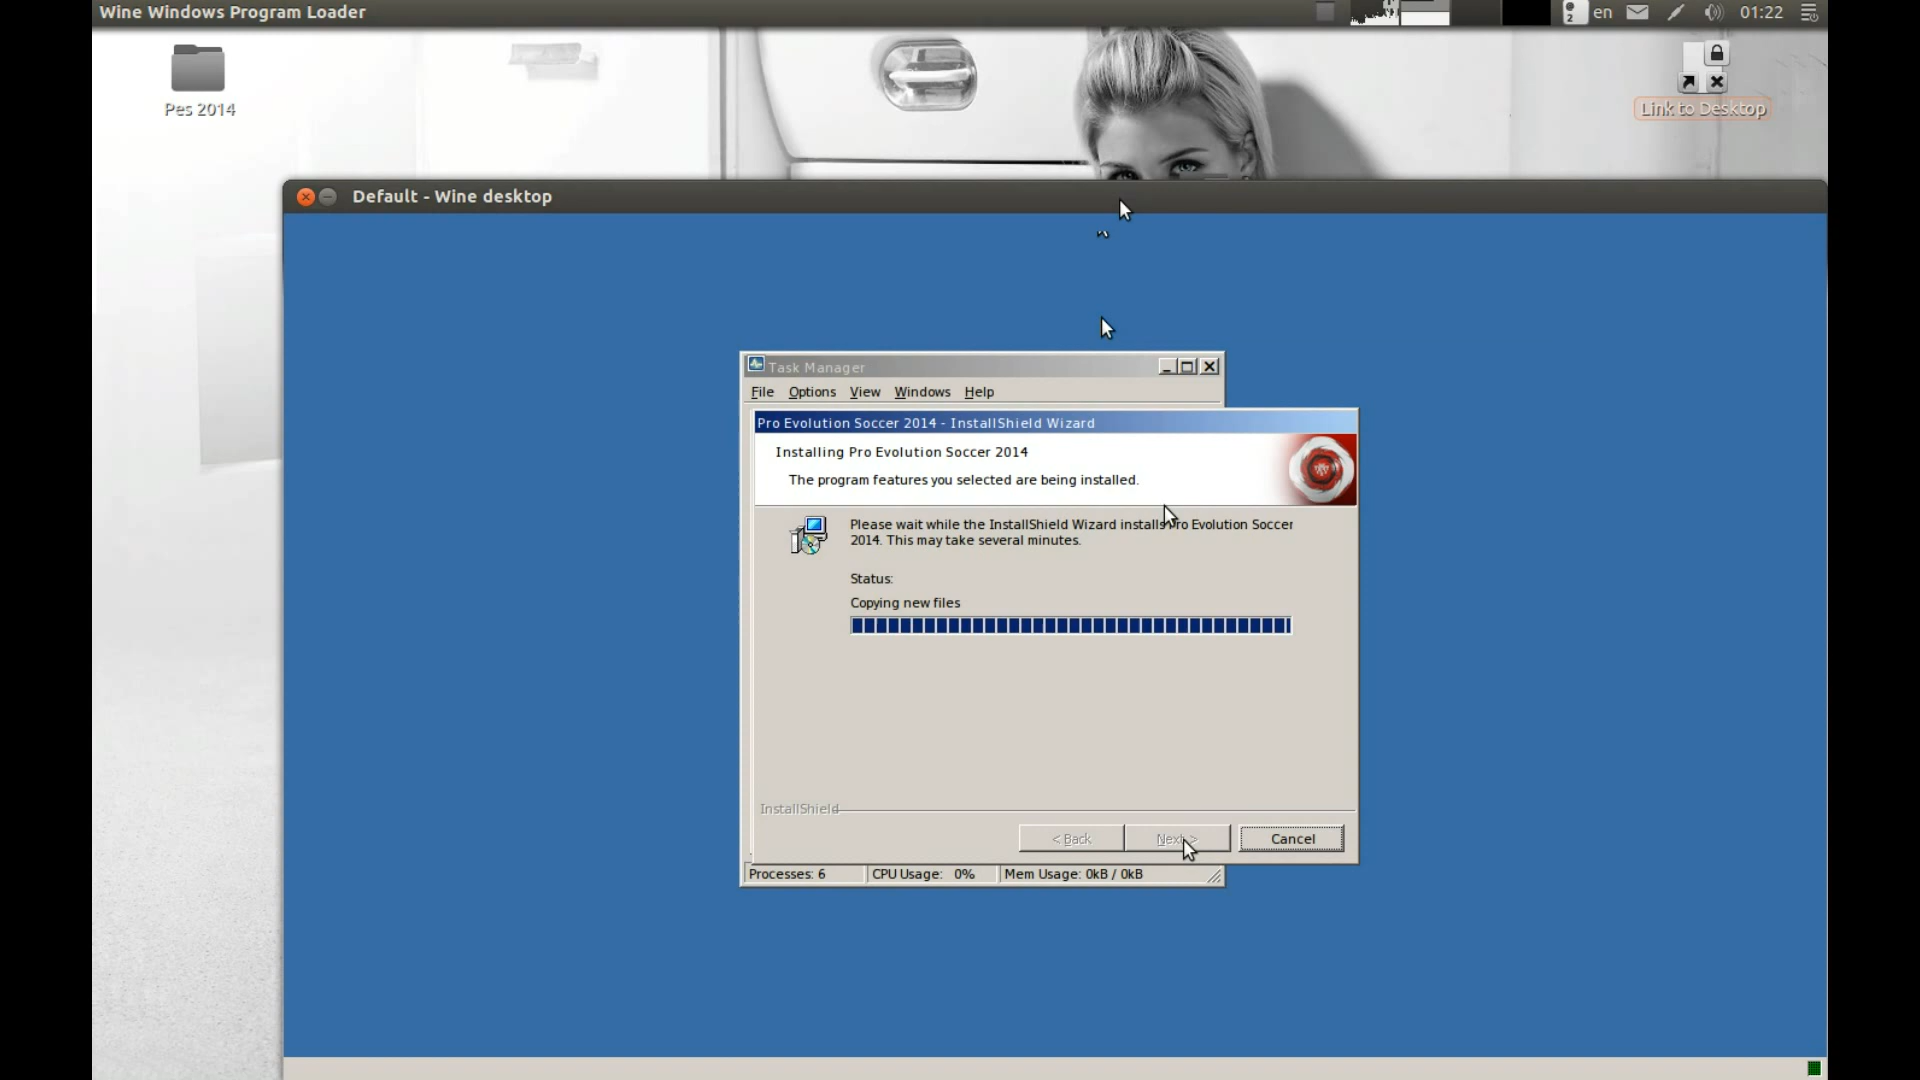 Wine Windows Program Loader
2
en
01:22
Pes 2014
Link to Desktop
Default - Wine desktop
Task Manager
File Options View Windows Help
Pro Evolution Soccer 2014 - InstallShield Wizard
Installing Pro Evolution Soccer 2014
The program features you selected are being installed.
Please wait while the InstallShield Wizard installs Pro Evolution Soccer
2014. This may take several minutes.
Status:
Copying new files
InstallShield
< Back
Next >
Cancel
Processes: 6
CPU Usage: 0%
Mem Usage: 0kB / 0kB